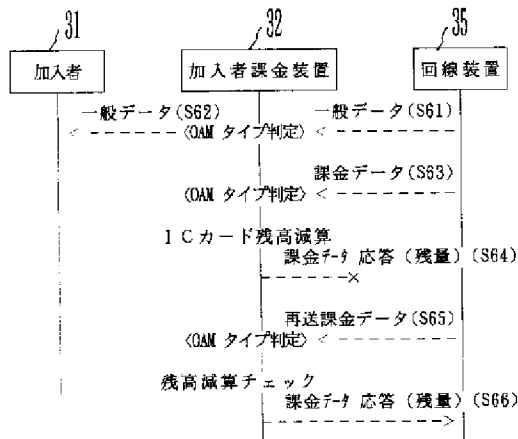 31 32 35
加入者 加入者課金装置 回線装置
一般データ(S62) 一般データ(S61)
〈OAM タイプ判定〉
課金データ(S63)
〈OAM タイプ判定〉
ＩＣカード残高減算
課金データ 応答(残量)(S64)
再送課金データ(S65)
〈OAM タイプ判定〉
残高減算チェック
課金データ 応答(残量)(S66)